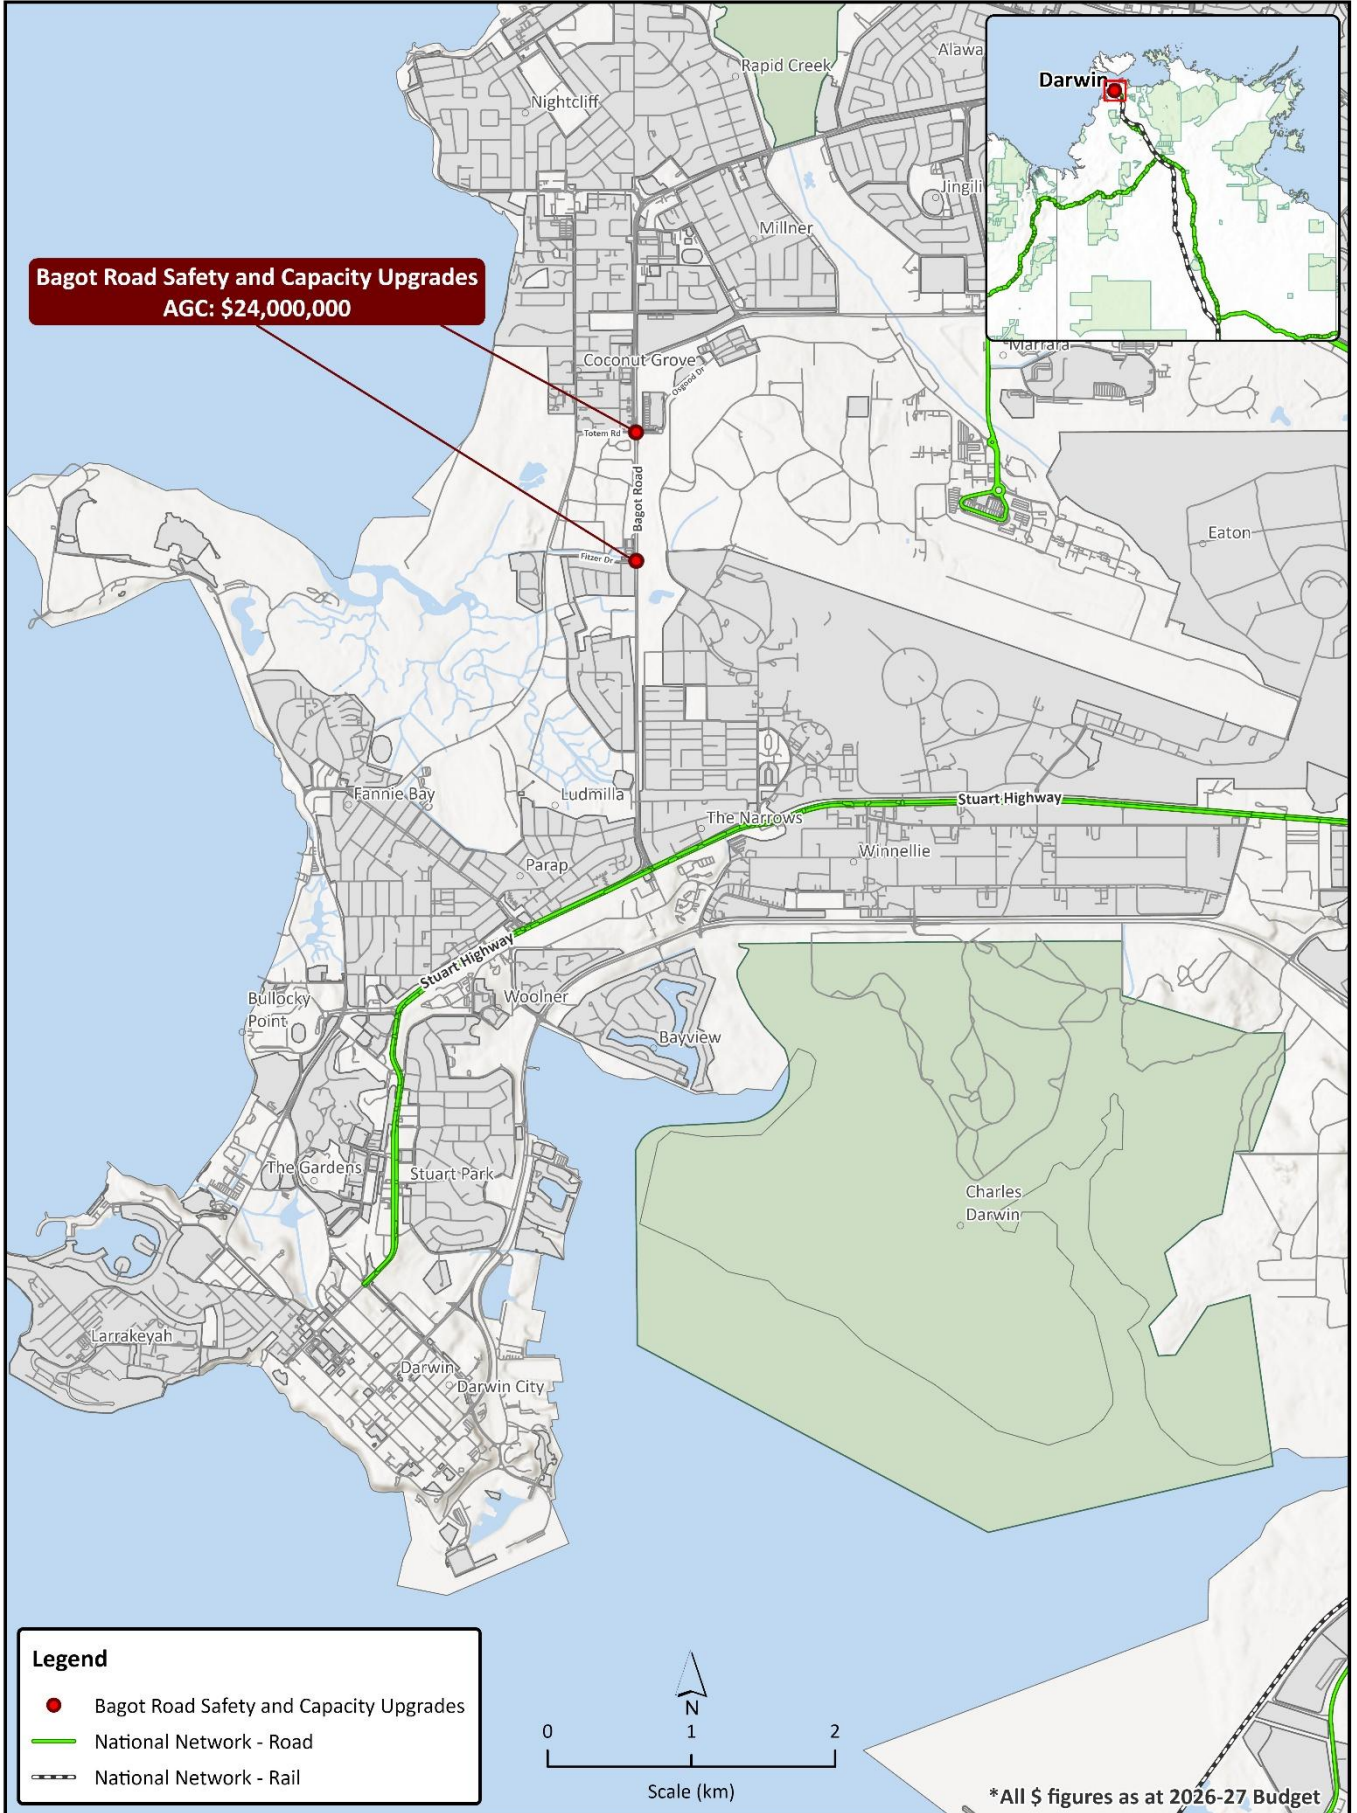 Rapid Creek
Alawa
Nightcliff
Darwin
Jingili
Millner
Bagot Road Safety and Capacity Upgrades
AGC: $24,000,000
Marrara
Coconut Grove
Osgood Dr
Totem Rd
Bagot Road
Eaton
Fitzer Dr
Fannie Bay
Ludmilla
Stuart Highway
The Narrows
Winnellie
Parap
Stuart Highway
Woolner
Bullocky
Point
Bayview
The Gardens
Stuart Park
Charles
Darwin
Larrakeyah
Darwin
Darwin City
Legend
Bagot Road Safety and Capacity Upgrades
National Network - Road
National Network - Rail
N
0 1 2
Scale (km)
*All $ figures as at 2026-27 Budget